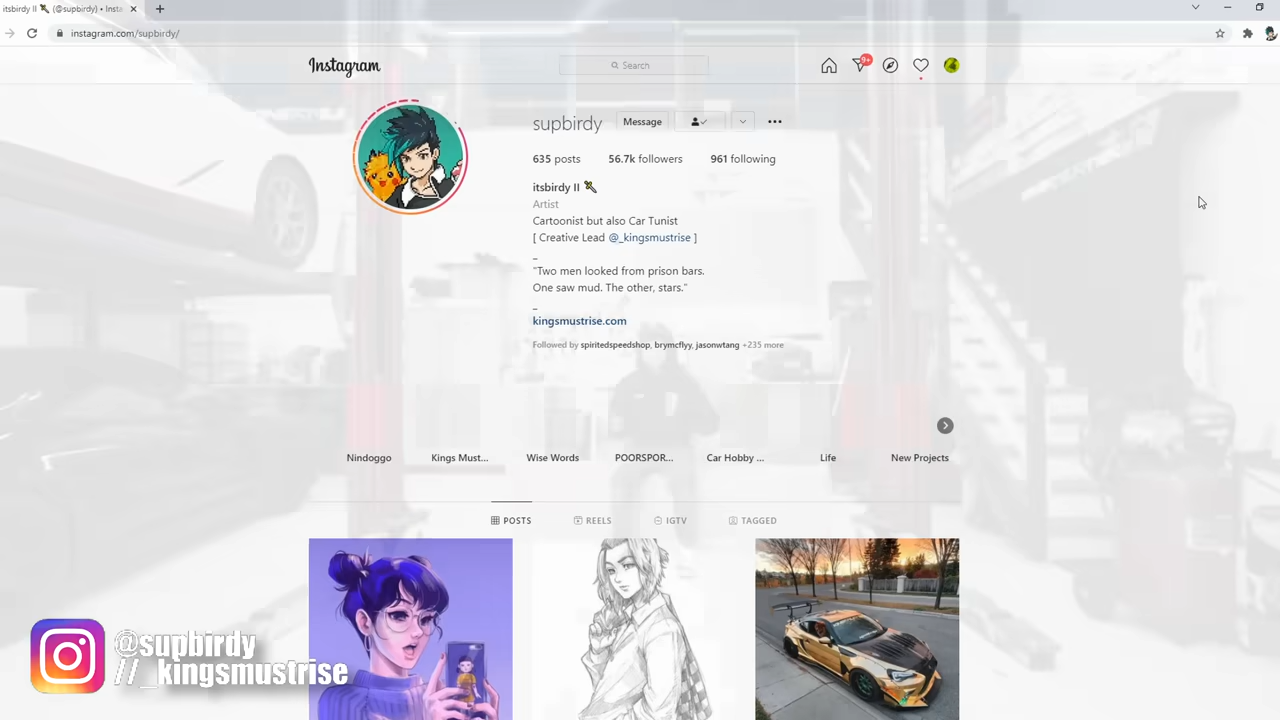 itsbirdy II (@supbirdy) • Insta
instagram.com/supbirdy/
Instagram
Search
9+
supbirdy
Message
635 posts
56.7k followers
961 following
itsbirdy II
Artist
Cartoonist but also Car Tunist
[ Creative Lead @_kingsmustrise ]
_
"Two men looked from prison bars.
One saw mud. The other, stars."
_
kingsmustrise.com
Followed by spiritedspeedshop, brymcflyy, jasonwtang +235 more
Nindoggo
Kings Must...
Wise Words
POORSPOR...
Car Hobby ...
Life
New Projects
POSTS
REELS
IGTV
TAGGED
@supbirdy
//_kingsmustrise